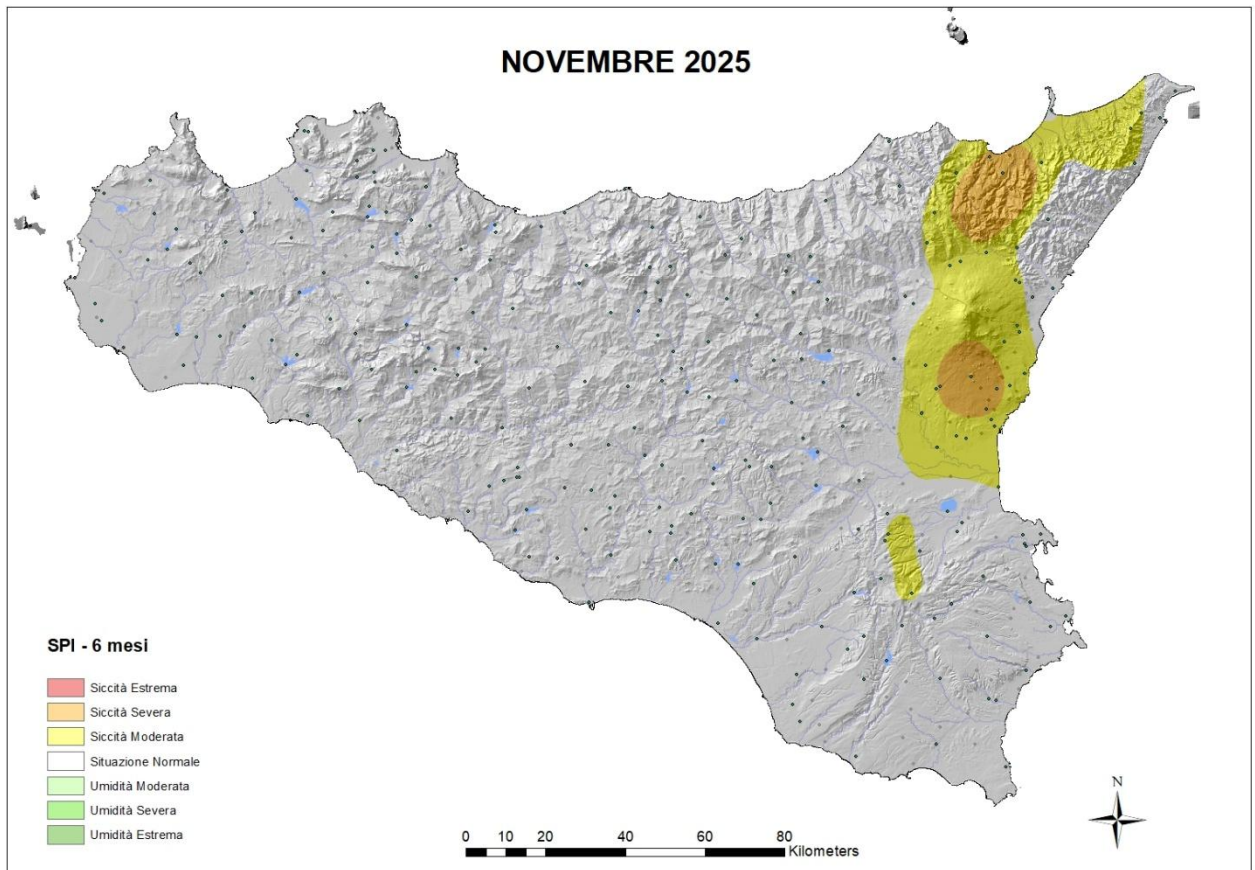 NOVEMBRE 2025
SPI - 6 mesi
Siccità Estrema
Siccità Severa
Siccità Moderata
Situazione Normale
Umidità Moderata
Umidità Severa
Umidità Estrema
N
0 10 20 40 60 80
Kilometers